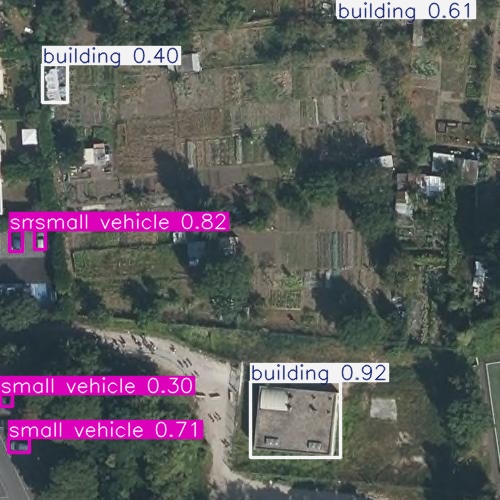 building 0.61
building 0.40
small vehicle 0.82
building 0.92
small vehicle 0.30
small vehicle 0.71